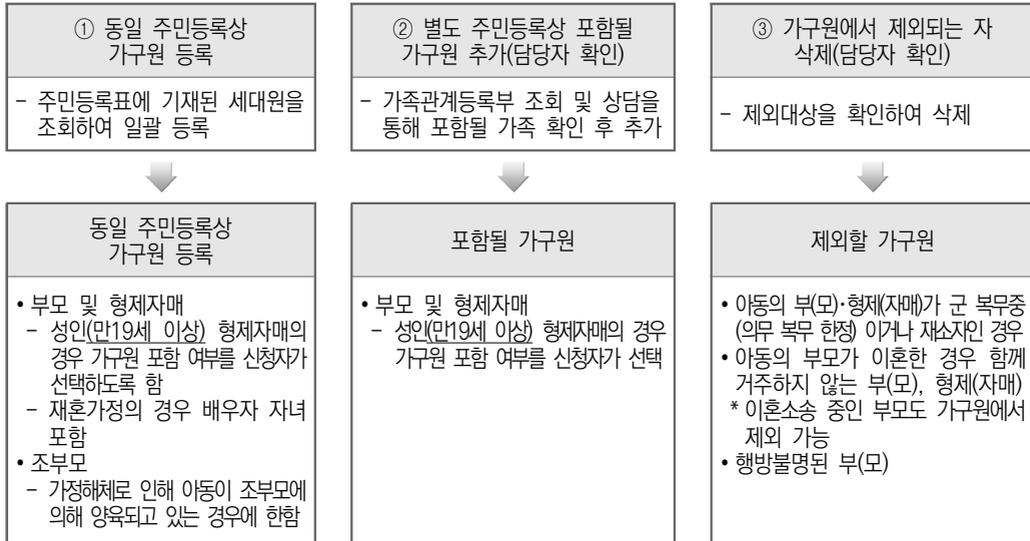 ① 동일 주민등록상
가구원 등록
- 주민등록표에 기재된 세대원을
조회하여 일괄 등록
② 별도 주민등록상 포함될
가구원 추가(담당자 확인)
- 가족관계등록부 조회 및 상담을
통해 포함될 가족 확인 후 추가
③ 가구원에서 제외되는 자
삭제(담당자 확인)
- 제외대상을 확인하여 삭제
동일 주민등록상
가구원 등록
• 부모 및 형제자매
- 성인(만19세 이상) 형제자매의
경우 가구원 포함 여부를 신청자가
선택하도록 함
- 재혼가정의 경우 배우자 자녀
포함
• 조부모
- 가정해체로 인해 아동이 조부모에
의해 양육되고 있는 경우에 한함
포함될 가구원
• 부모 및 형제자매
- 성인(만19세 이상) 형제자매의 경우
가구원 포함 여부를 신청자가 선택
제외할 가구원
• 아동의 부(모)·형제(자매)가 군 복무중
(의무 복무 한정) 이거나 재소자인 경우
• 아동의 부모가 이혼한 경우 함께
거주하지 않는 부(모), 형제(자매)
* 이혼소송 중인 부모도 가구원에서
제외 가능
• 행방불명된 부(모)